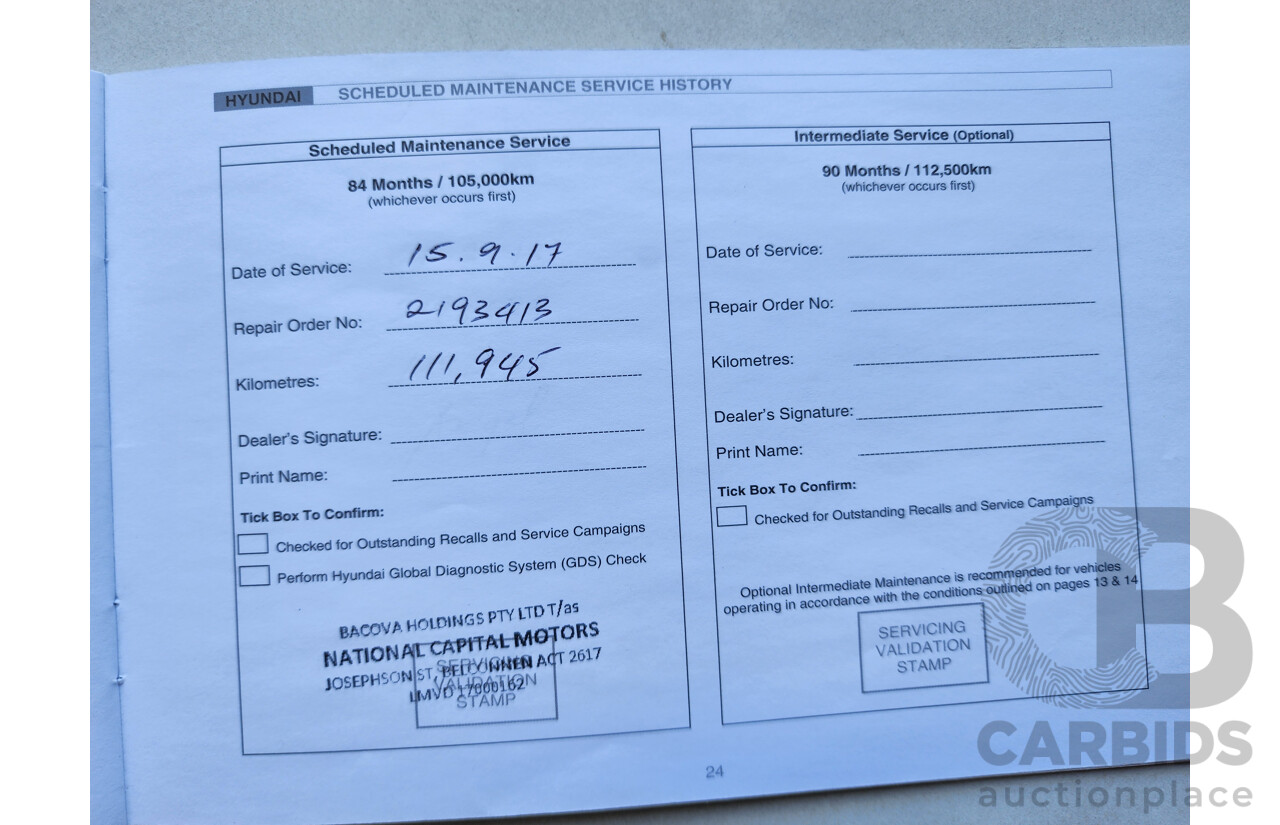 HYUNDAI SCHEDULED MAINTENANCE SERVICE HISTORY
Scheduled Maintenance Service
84 Months / 105,000km
(whichever occurs first)
Date of Service: 15.9.17
Repair Order No: 2193413
Kilometres: 111,945
Dealer's Signature:
Print Name:
Tick Box To Confirm:
Checked for Outstanding Recalls and Service Campaigns
Perform Hyundai Global Diagnostic System (GDS) Check
BACOVA HOLDINGS PTY LTD T/as
NATIONAL CAPITAL MOTORS
JOSEPHSON ST, BELCONNEN ACT 2617
LMVD 17000162
SERVICING
VALIDATION
STAMP
Intermediate Service (Optional)
90 Months / 112,500km
(whichever occurs first)
Date of Service:
Repair Order No:
Kilometres:
Dealer's Signature:
Print Name:
Tick Box To Confirm:
Checked for Outstanding Recalls and Service Campaigns
Optional Intermediate Maintenance is recommended for vehicles
operating in accordance with the conditions outlined on pages 13 & 14
SERVICING
VALIDATION
STAMP
24
CB
CARBIDS
auctionplace